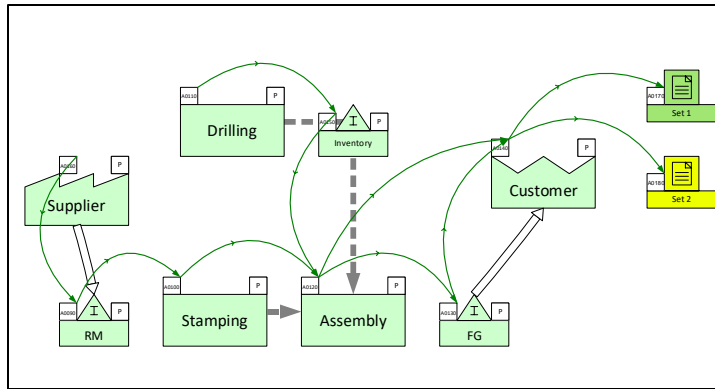 A0110
P
Drilling
A0150
I
Inventory
A0140
P
Customer
A0170
Set 1
A0180
Set 2
A0160
P
Supplier
A0090
I
P
RM
A0100
P
Stamping
A0120
P
Assembly
A0130
I
P
FG